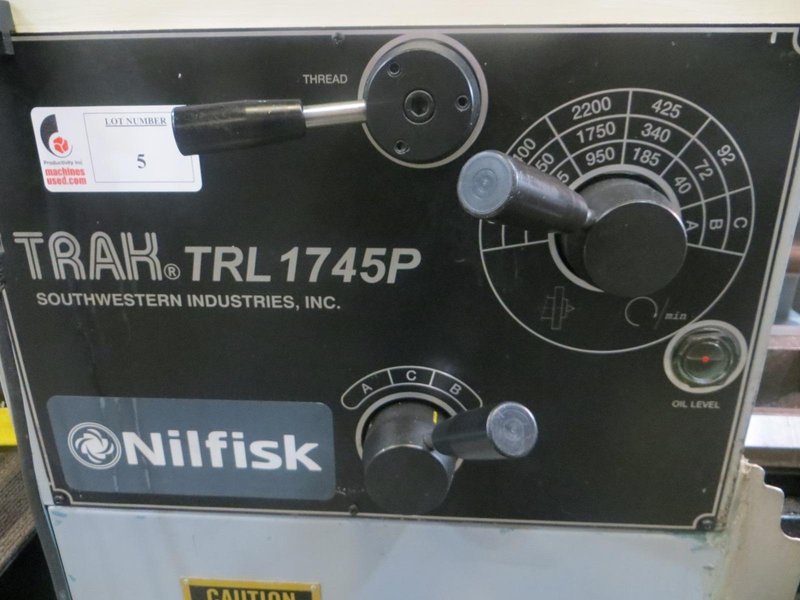 THREAD
LOT NUMBER
5
Productivity Inc
machines
used.com
2200 425 92
1750 340 72
950 185 40
A B C
TRAK® TRL 1745P
SOUTHWESTERN INDUSTRIES, INC.
/min
OIL LEVEL
A C B
Nilfisk
CAUTION